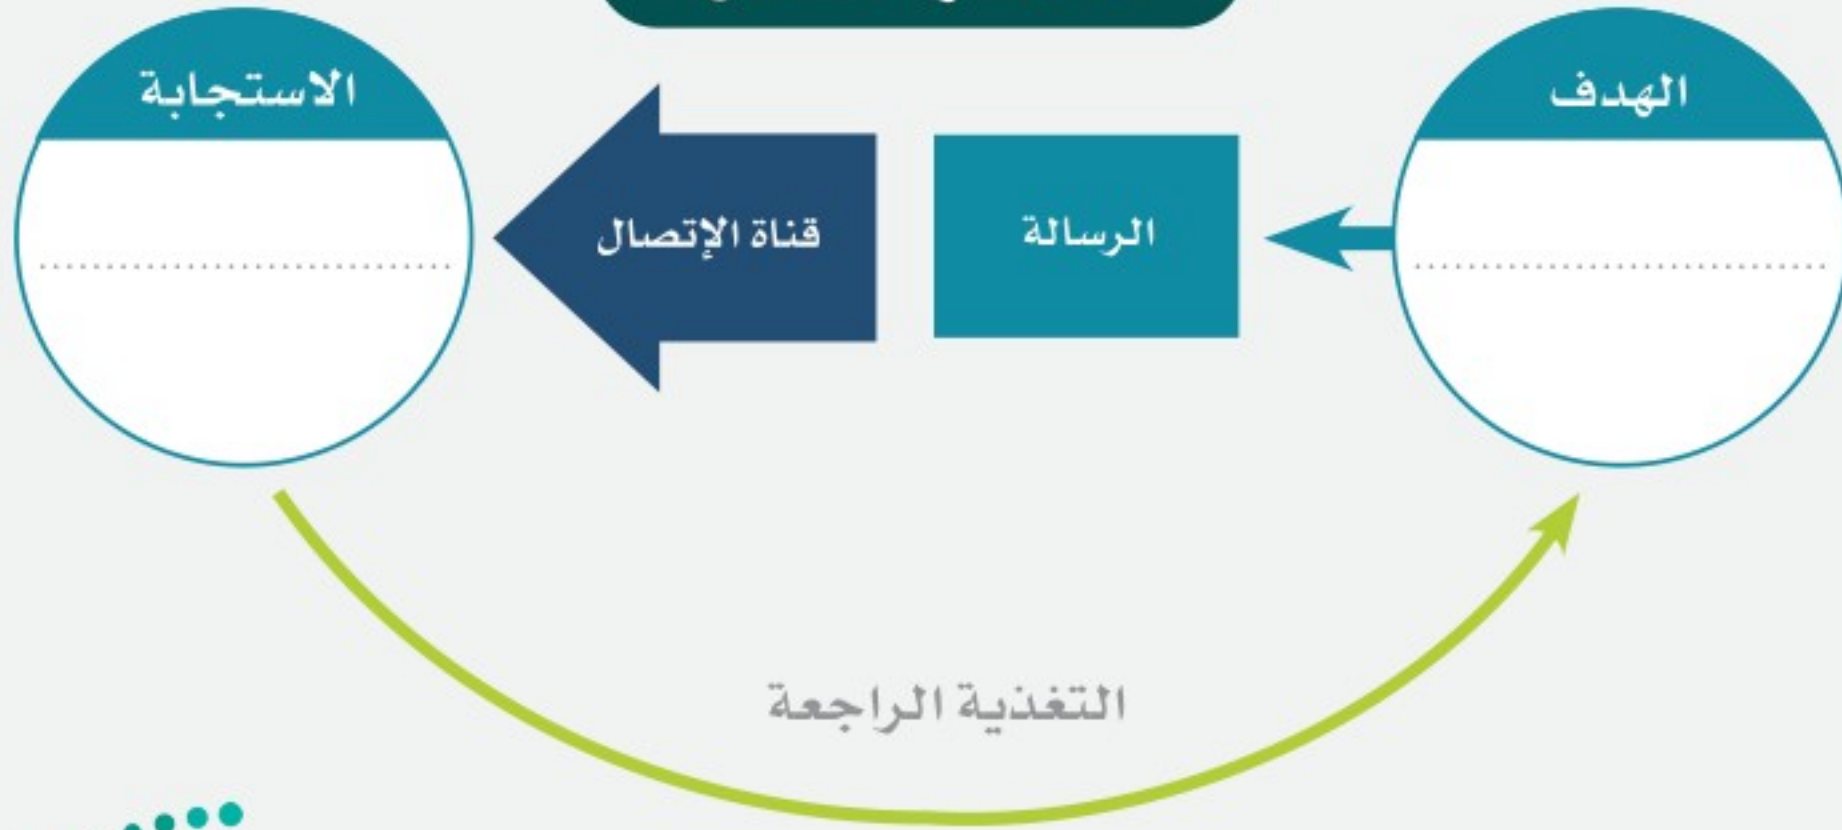 الهدف
الرسالة
قناة الإتصال
الاستجابة
التغذية الراجعة